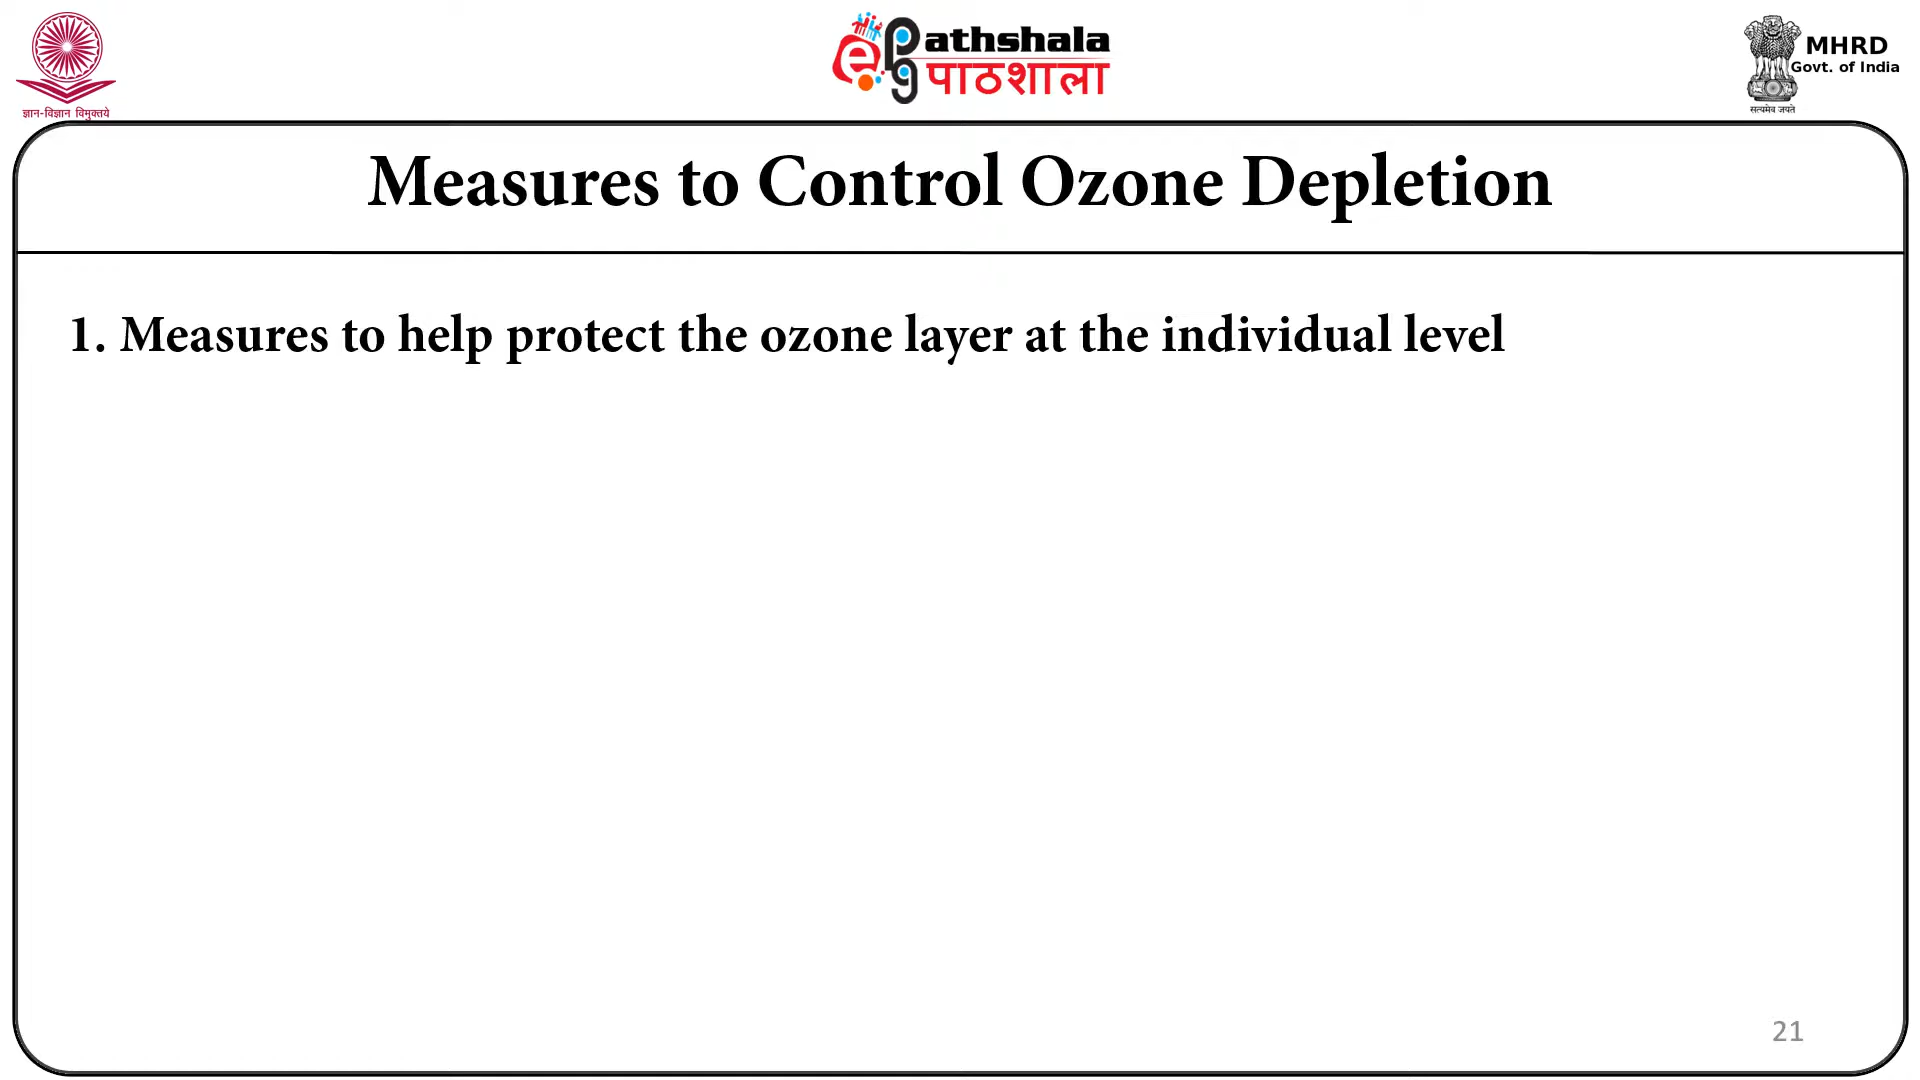 ज्ञान-विज्ञान विमुक्तये
ePathshala
पाठशाला
MHRD
Govt. of India
सत्यमेव जयते
Measures to Control Ozone Depletion
1. Measures to help protect the ozone layer at the individual level
21